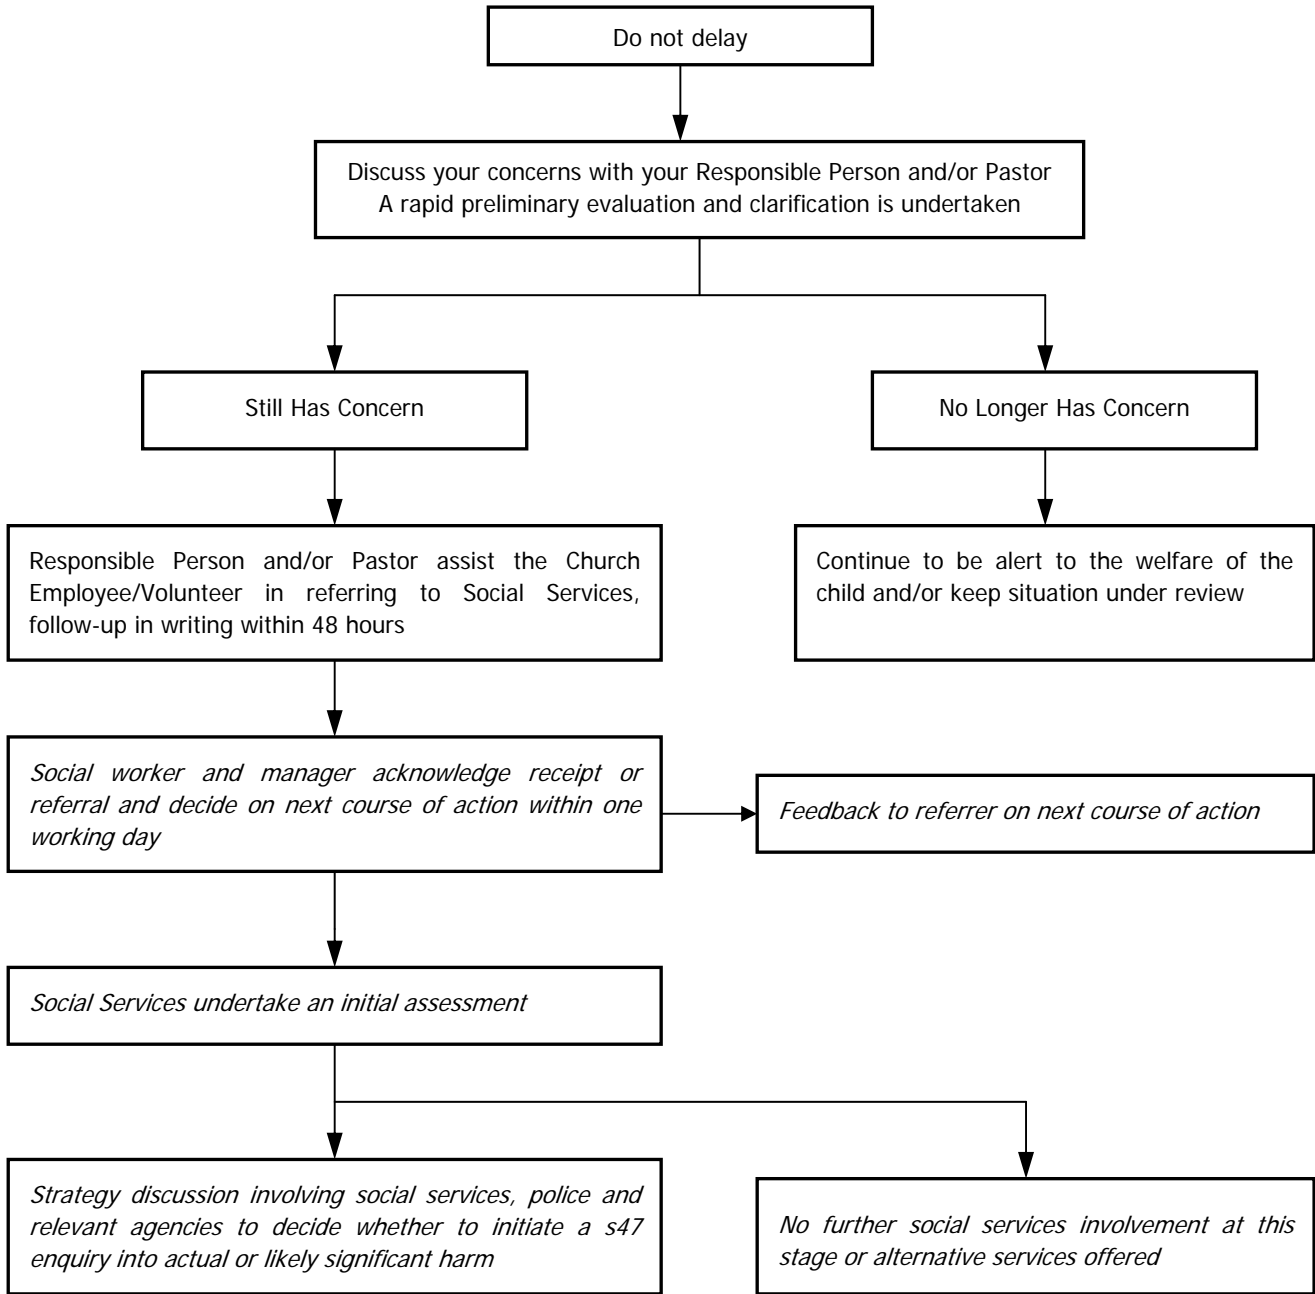 Do not delay
Discuss your concerns with your Responsible Person and/or Pastor
A rapid preliminary evaluation and clarification is undertaken
Still Has Concern
No Longer Has Concern
Responsible Person and/or Pastor assist the Church
Employee/Volunteer in referring to Social Services,
follow-up in writing within 48 hours
Continue to be alert to the welfare of the
child and/or keep situation under review
Social worker and manager acknowledge receipt or
referral and decide on next course of action within one
working day
Feedback to referrer on next course of action
Social Services undertake an initial assessment
Strategy discussion involving social services, police and
relevant agencies to decide whether to initiate a s47
enquiry into actual or likely significant harm
No further social services involvement at this
stage or alternative services offered